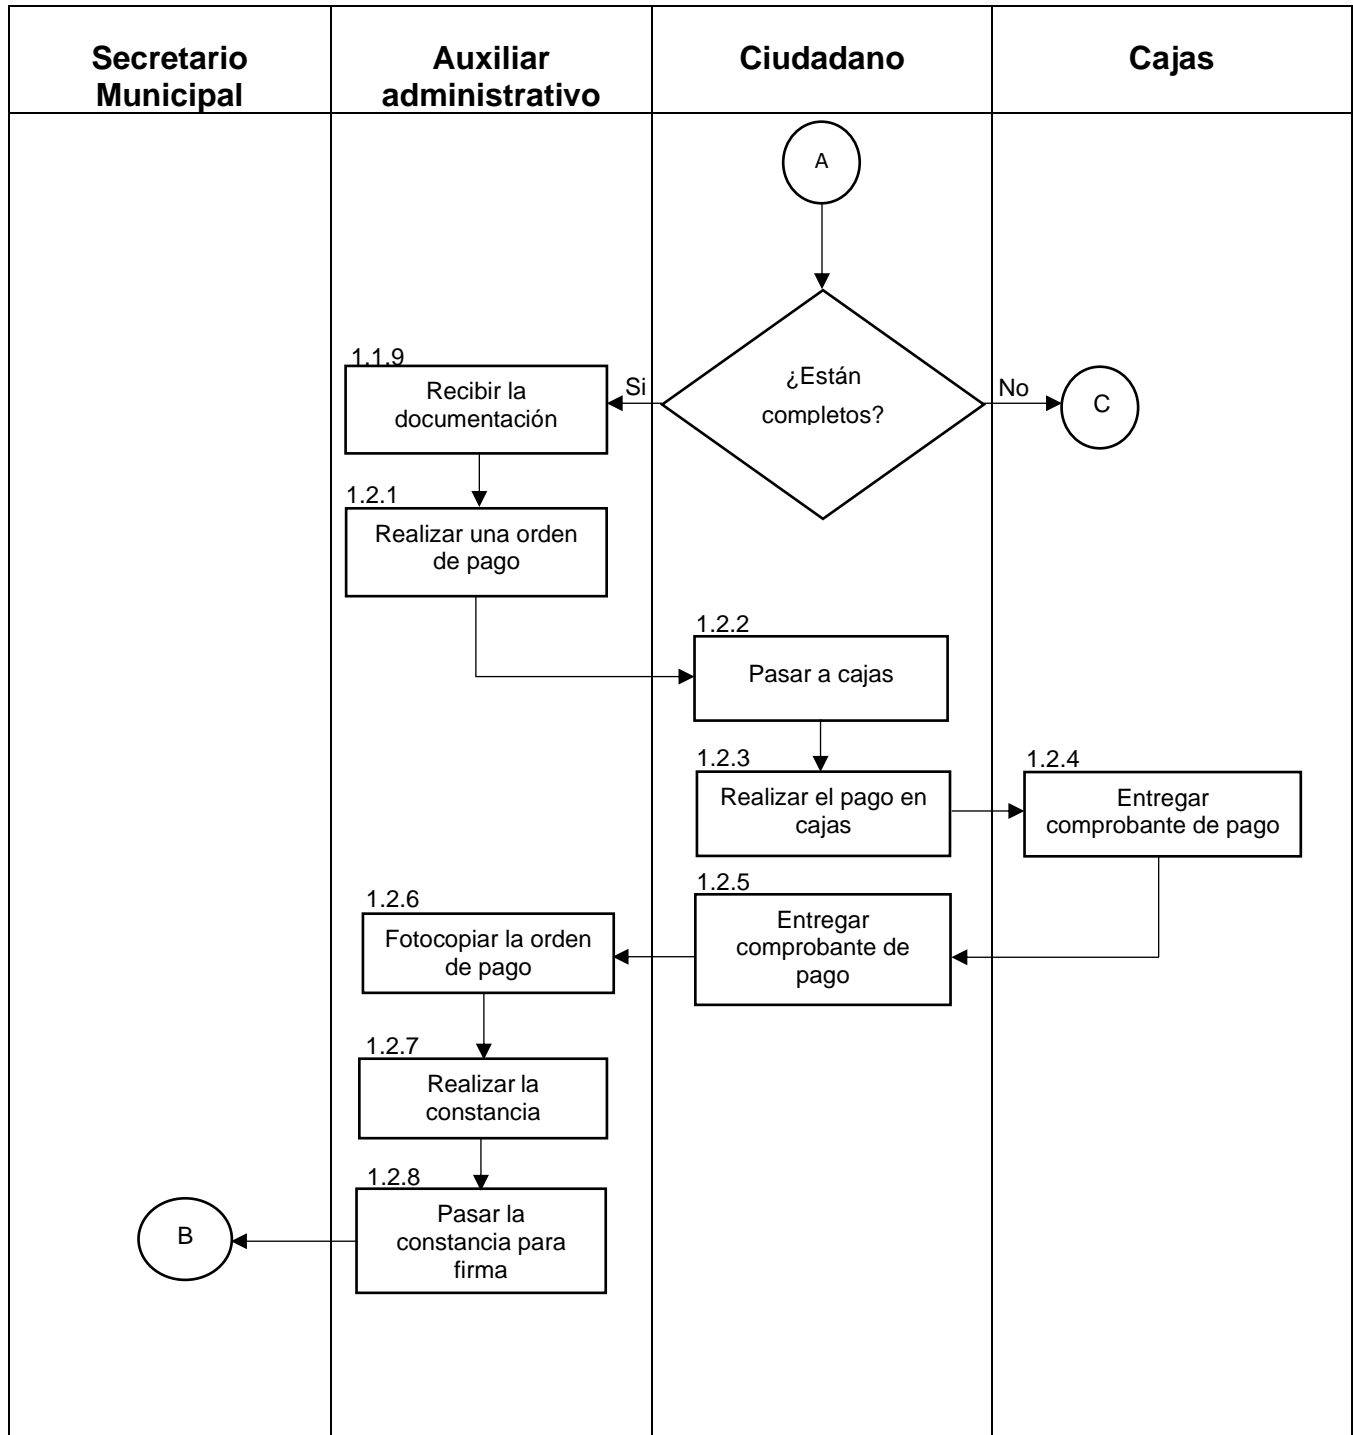 Secretario
Municipal
Auxiliar
administrativo
Ciudadano
Cajas
A
¿Están
completos?
Si
No
C
1.1.9
Recibir la
documentación
1.2.1
Realizar una orden
de pago
1.2.2
Pasar a cajas
1.2.3
Realizar el pago en
cajas
1.2.4
Entregar
comprobante de pago
1.2.5
Entregar
comprobante de
pago
1.2.6
Fotocopiar la orden
de pago
1.2.7
Realizar la
constancia
1.2.8
Pasar la
constancia para
firma
B